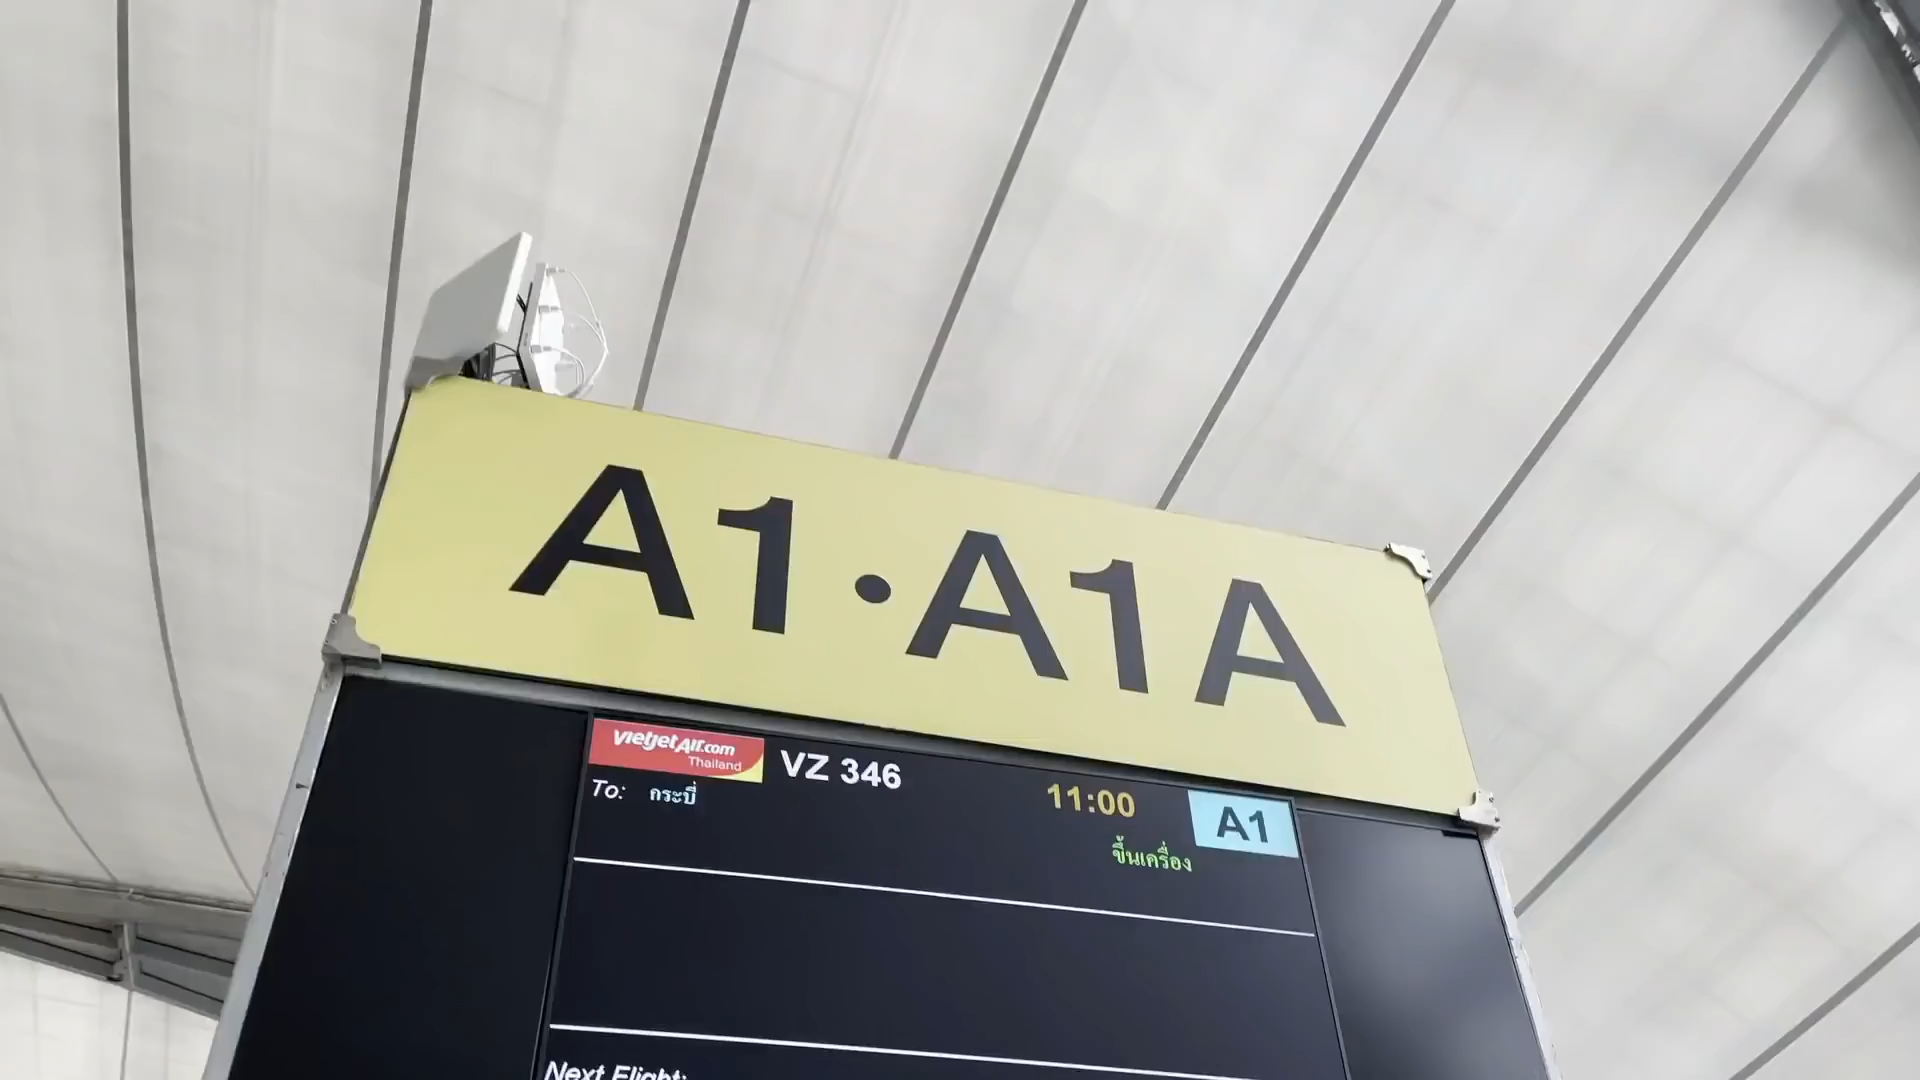 A1•A1A
vietjetAir.com
Thailand
VZ 346
11:00
A1
To: กระบี่
ขึ้นเครื่อง
Next Flight: